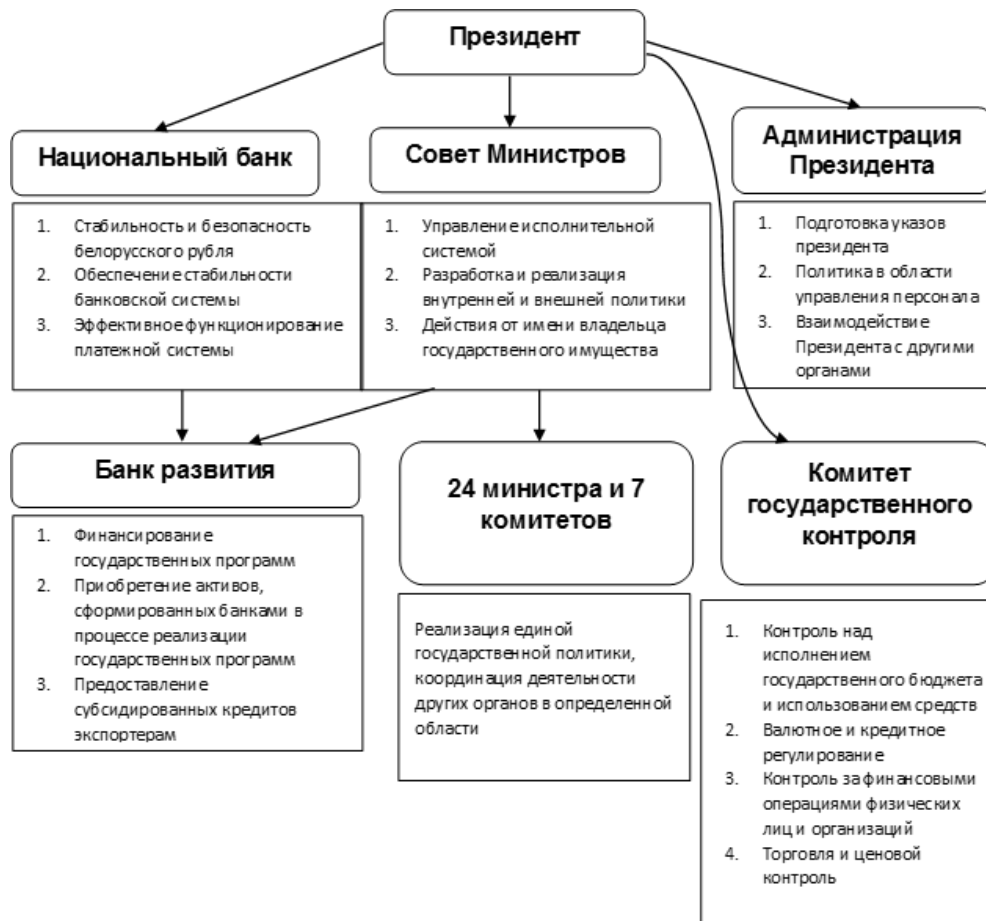 Президент
Национальный банк
1. Стабильность и безопасность
белорусского рубля
2. Обеспечение стабильности
банковской системы
3. Эффективное функционирование
платежной системы
Совет Министров
1. Управление исполнительной
системой
2. Разработка и реализация
внутренней и внешней политики
3. Действия от имени владельца
государственного имущества
Администрация
Президента
1. Подготовка указов
президента
2. Политика в области
управления персонала
3. Взаимодействие
Президента с другими
органами
Банк развития
1. Финансирование
государственных программ
2. Приобретение активов,
сформированных банками в
процессе реализации
государственных программ
3. Предоставление
субсидированных кредитов
экспортерам
24 министра и 7
комитетов
Реализация единой
государственной политики,
координация деятельности
других органов в определенной
области
Комитет
государственного
контроля
1. Контроль над
исполнением
государственного бюджета
и использованием средств
2. Валютное и кредитное
регулирование
3. Контроль за финансовыми
операциями физических
лиц и организаций
4. Торговля и ценовой
контроль